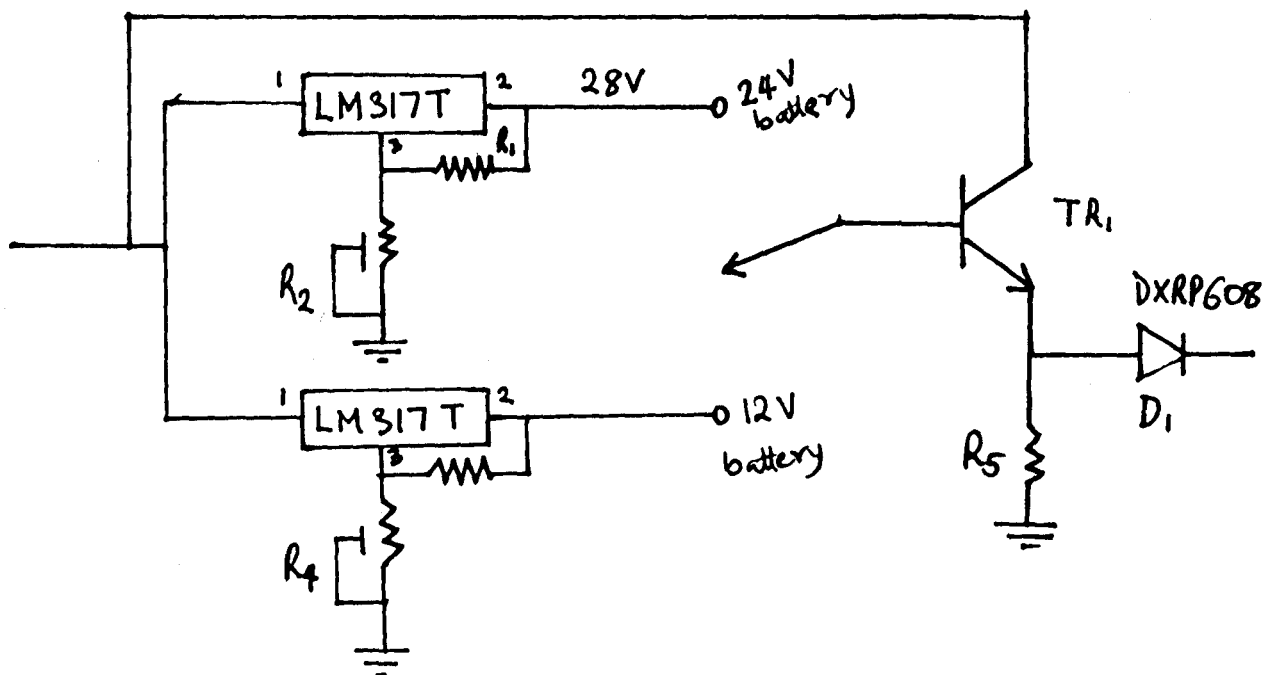 1
LM317T
2
28V
24V
battery
3
R1
R2
TR1
DXRP608
D1
1
LM317T
2
12V
battery
3
R4
R5